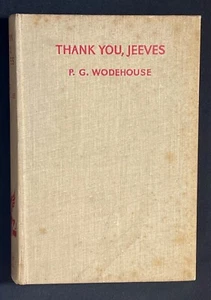 THANK YOU, JEEVES
P. G. WODEHOUSE